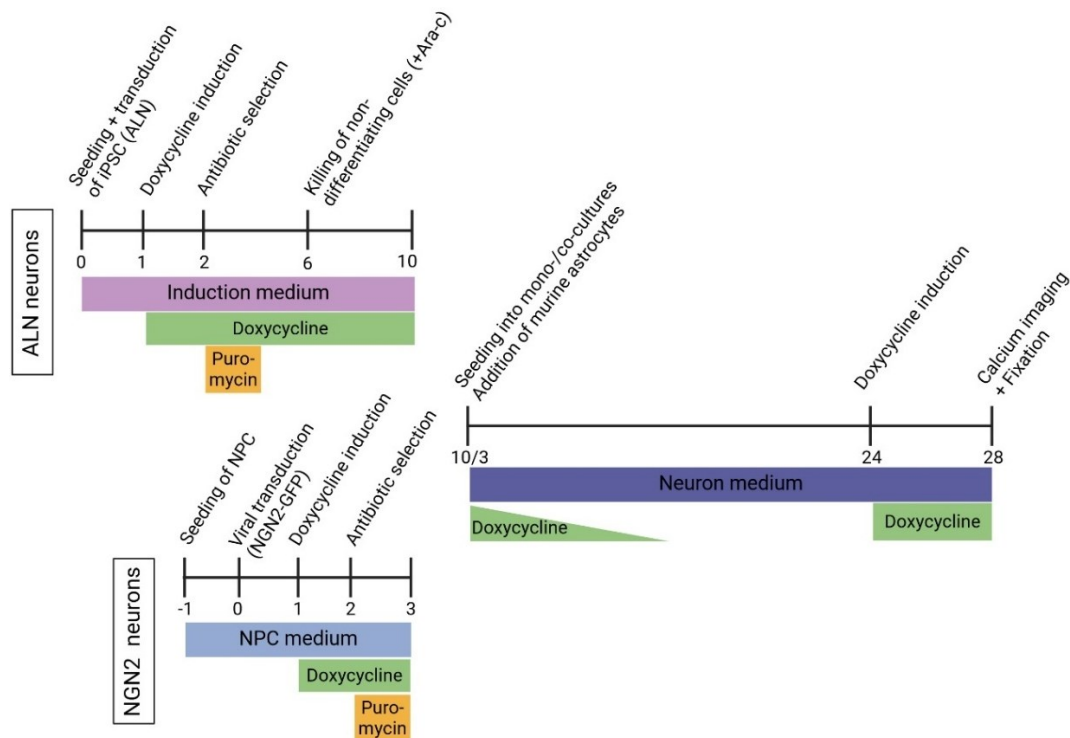 Seeding + transduction
of iPSC (ALN)
Doxycycline induction
Antibiotic selection
Killing of non-
differentiating cells (+Ara-c)
ALN neurons
0
1
2
6
10
Induction medium
Doxycycline
Puro-
mycin
Seeding into mono-/co-cultures
Addition of murine astrocytes
Doxycycline induction
Calcium imaging
+ Fixation
10/3
24
28
Neuron medium
Doxycycline
Doxycycline
Seeding of NPC
Viral transduction
(NGN2-GFP)
Doxycycline induction
Antibiotic selection
NGN2 neurons
-1
0
1
2
3
NPC medium
Doxycycline
Puro-
mycin